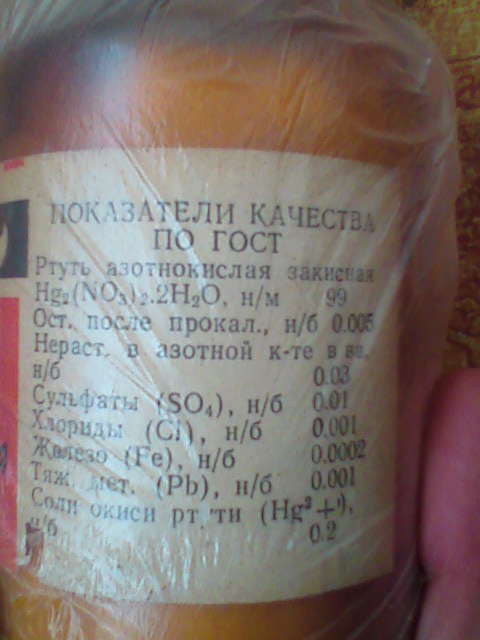 ПОКАЗАТЕЛИ КАЧЕСТВА
ПО ГОСТ
Ртуть азотнокислая закисная
Hg₂(NO₃)₂.2H₂O, н/м 99
Ост. после прокал., н/б 0.005
Нераст. в азотной к-те в ва.
н/б 0.03
Сульфаты (SO₄), н/б 0.01
Хлориды (Cl), н/б 0.001
Железо (Fe), н/б 0.0002
Тяж. мет. (Pb), н/б 0.001
Соли окиси ртути (Hg²+),
н/б 0.2